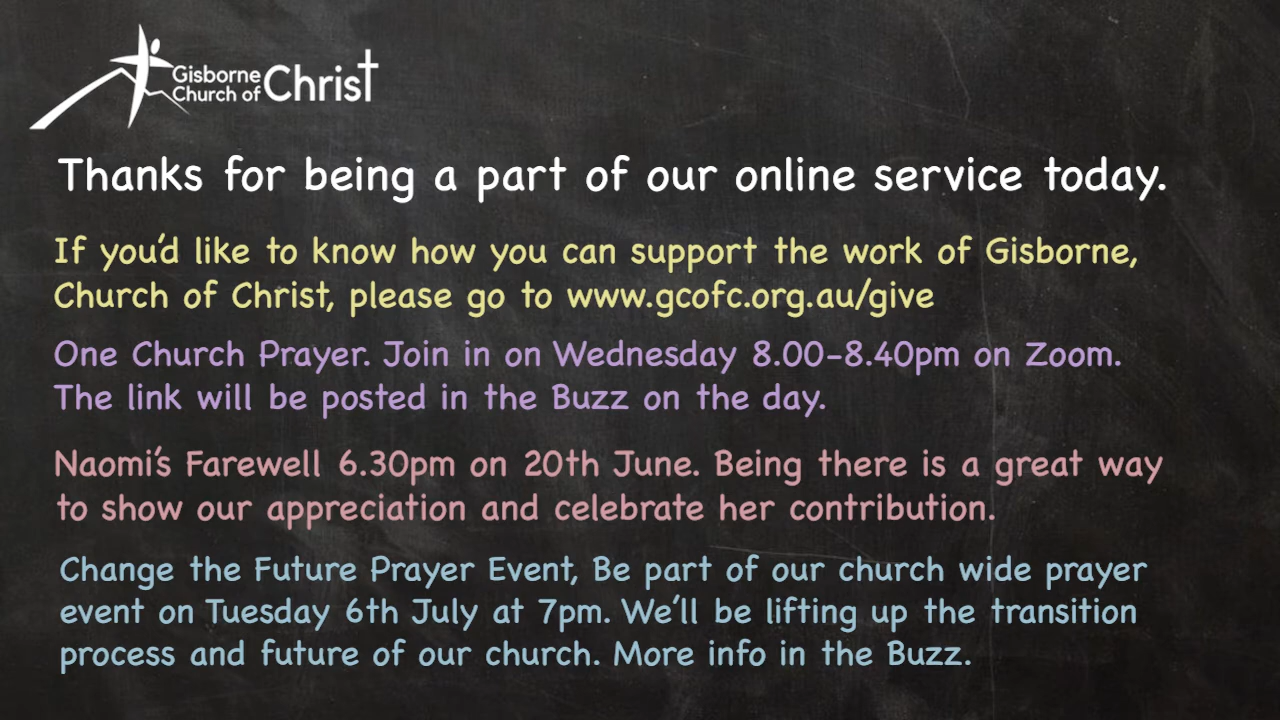 Gisborne
Church of Christ
Thanks for being a part of our online service today.
If you'd like to know how you can support the work of Gisborne,
Church of Christ, please go to www.gcofc.org.au/give
One Church Prayer. Join in on Wednesday 8.00-8.40pm on Zoom.
The link will be posted in the Buzz on the day.
Naomi's Farewell 6.30pm on 20th June. Being there is a great way
to show our appreciation and celebrate her contribution.
Change the Future Prayer Event, Be part of our church wide prayer
event on Tuesday 6th July at 7pm. We'll be lifting up the transition
process and future of our church. More info in the Buzz.